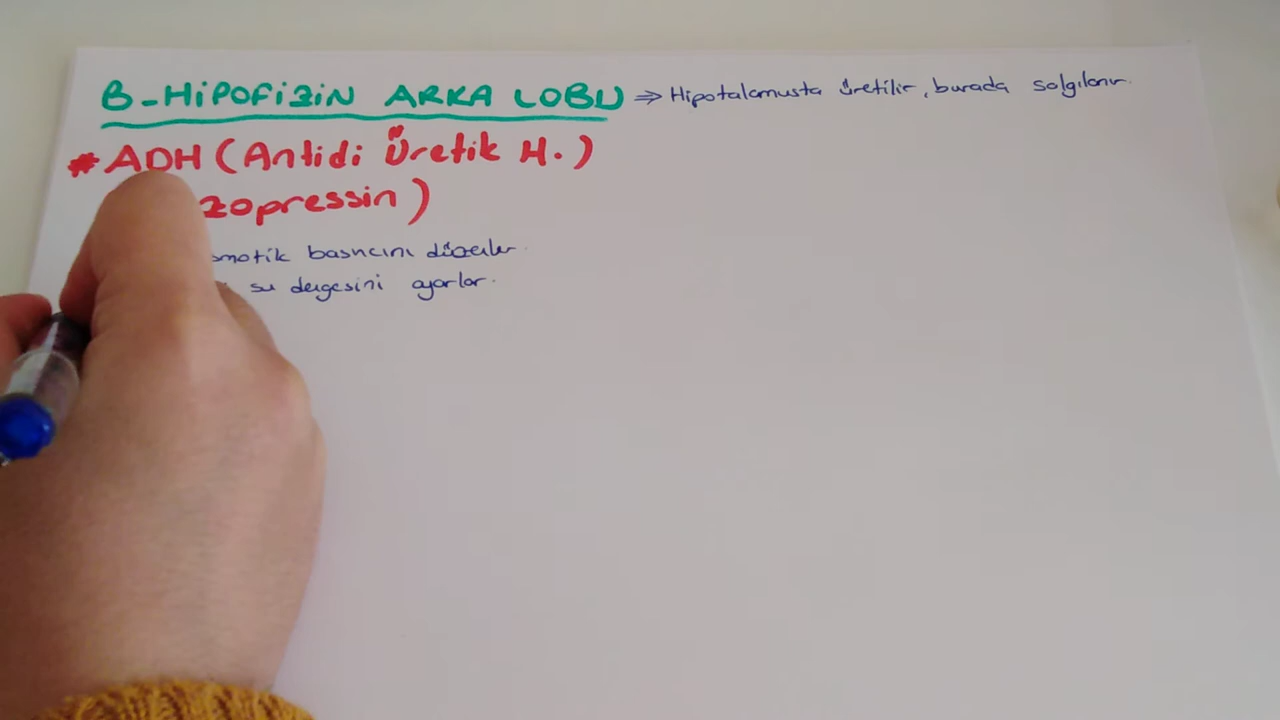 B-HİPOFİZİN ARKA LOBU ⇒ Hipotalamusta üretilir, burada salgılanır.
* ADH (Antidi Üretik H.)
zopressin)
smotik basıncını düzenler.
su dengesini ayarlar.